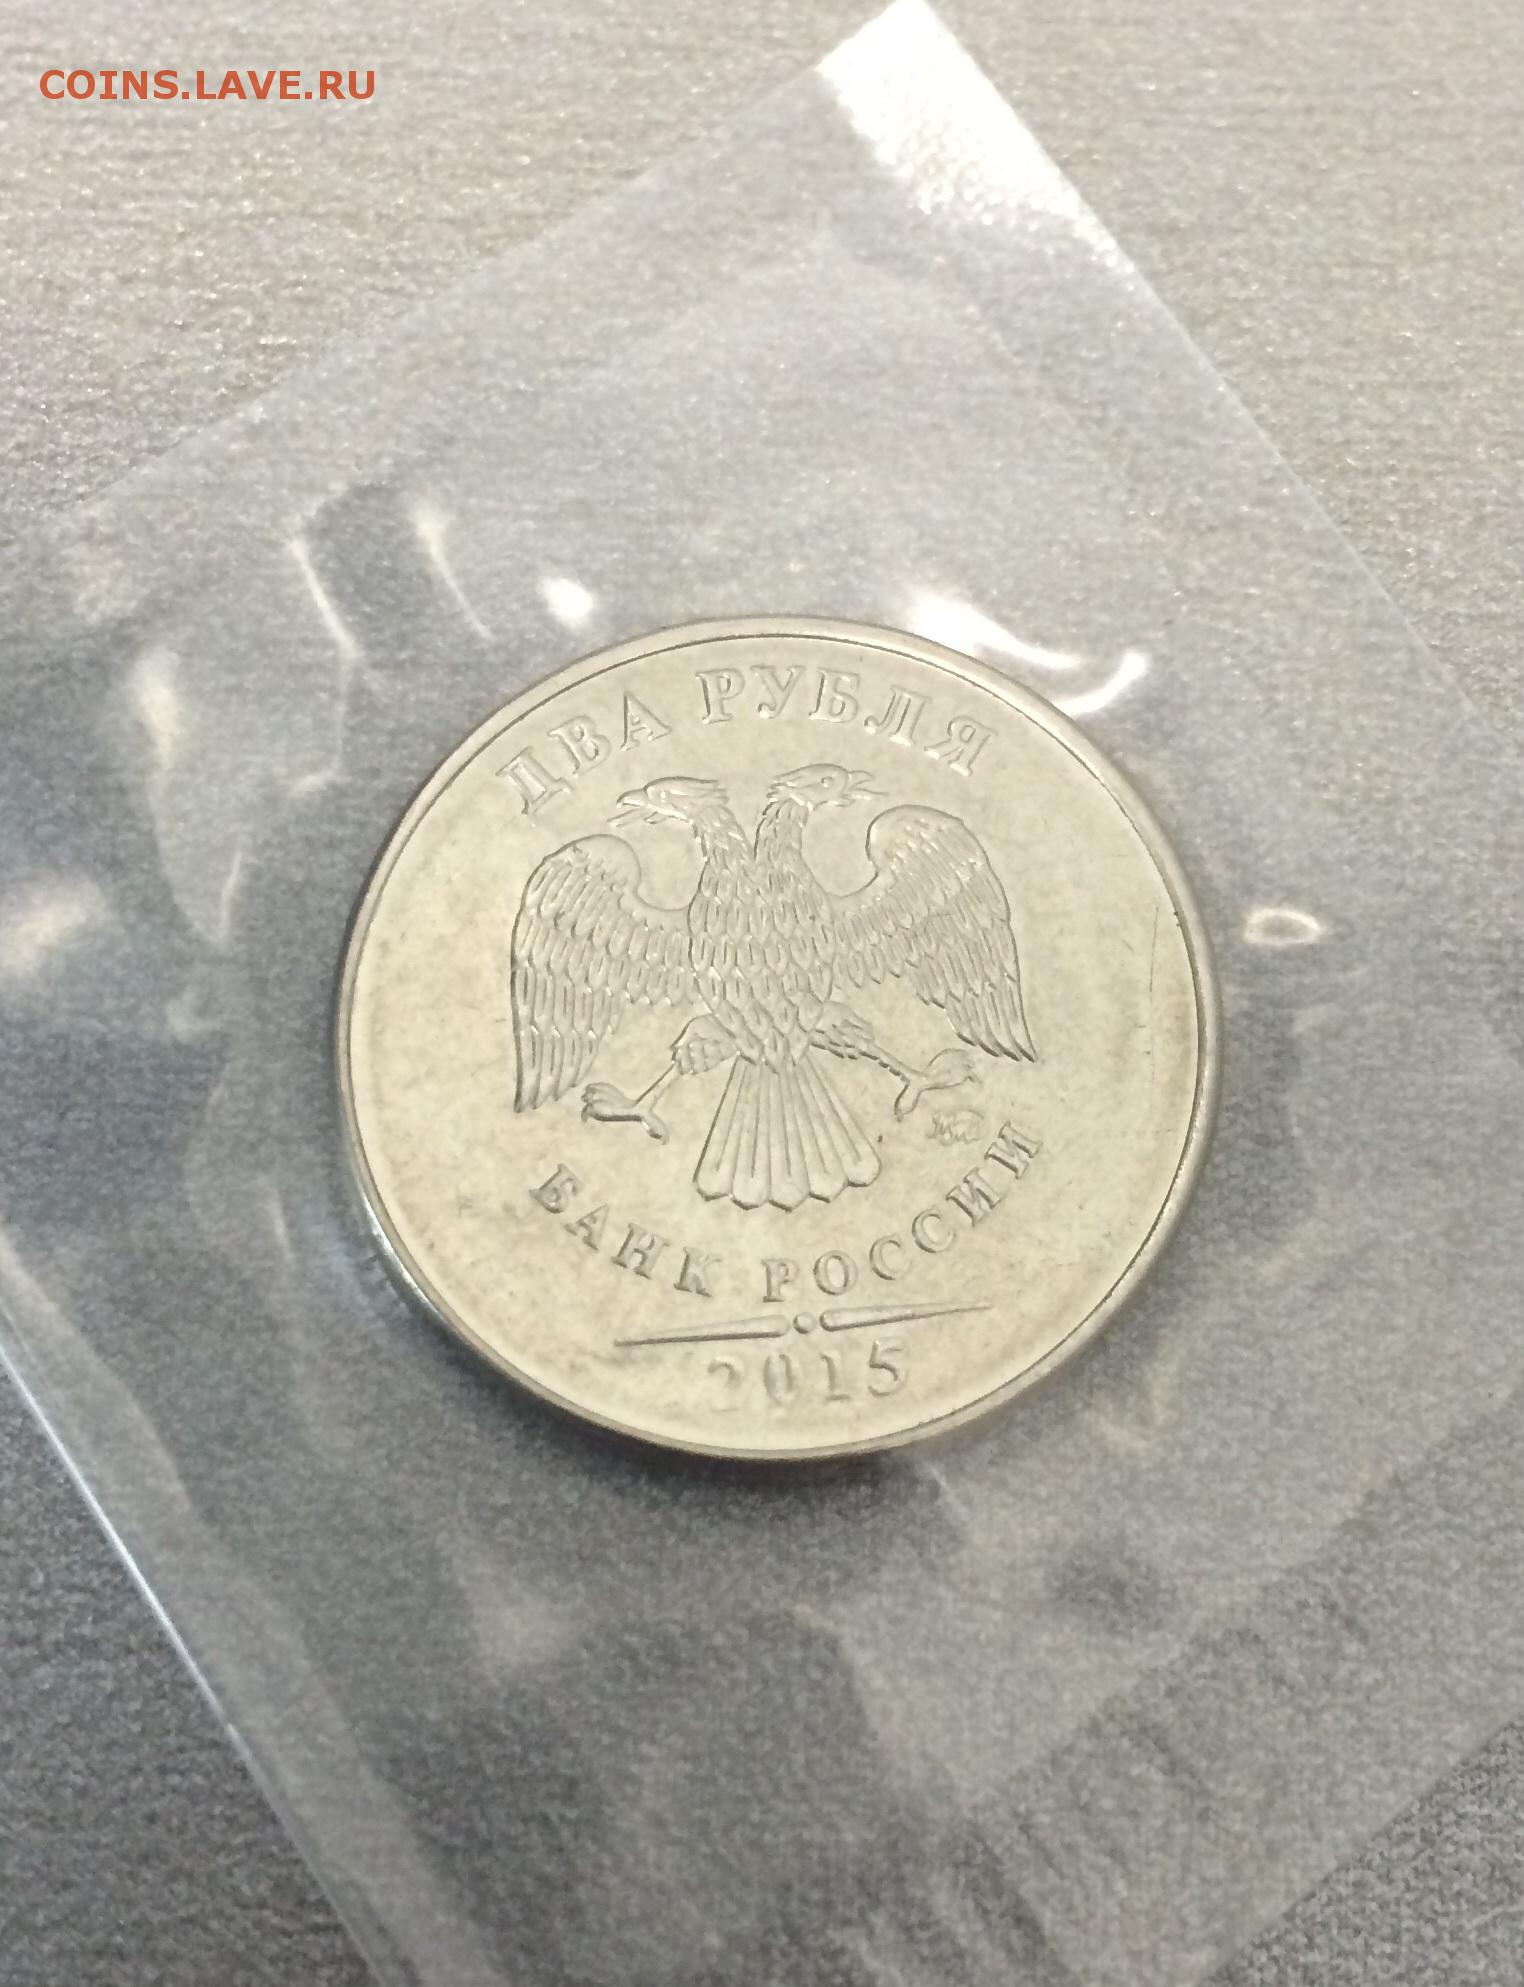 COINS.LAVE.RU
ДВА РУБЛЯ
БАНК РОССИИ
2015